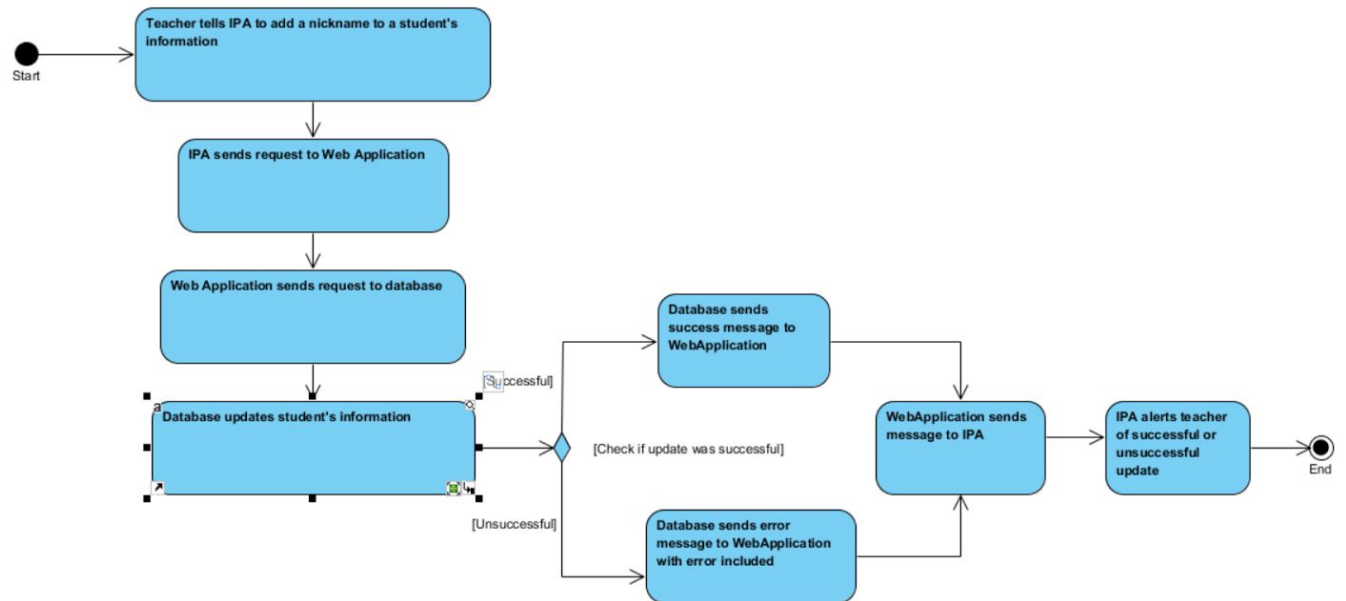 Teacher tells IPA to add a nickname to a student's
information
Start
IPA sends request to Web Application
Web Application sends request to database
Database sends
success message to
WebApplication
[Successful]
a
Database updates student's information
[Check if update was successful]
WebApplication sends
message to IPA
IPA alerts teacher
of successful or
unsuccessful
update
End
[Unsuccessful]
Database sends error
message to WebApplication
with error included